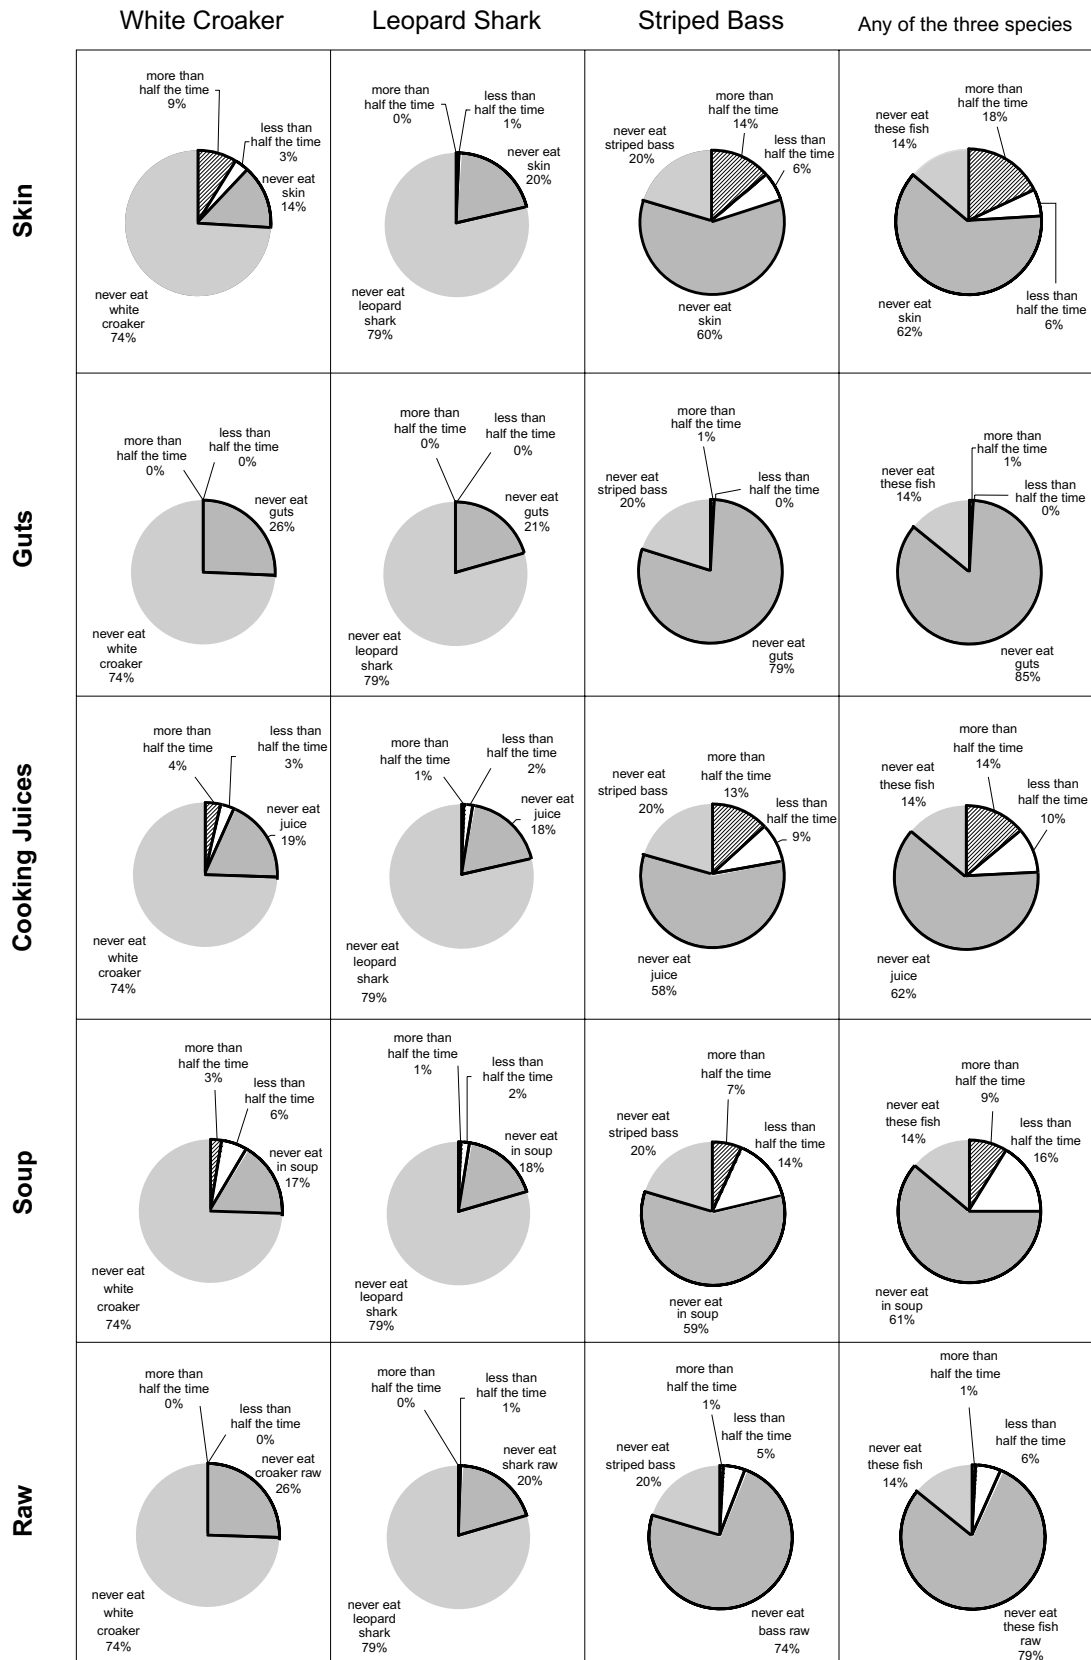 White Croaker
Leopard Shark
Striped Bass
Any of the three species
Skin
more than
half the time
9%
less than
half the time
3%
never eat
skin
14%
never eat
white
croaker
74%
more than
half the time
0%
less than
half the time
1%
never eat
skin
20%
never eat
leopard
shark
79%
never eat
striped bass
20%
more than
half the time
14%
less than
half the time
6%
never eat
skin
60%
never eat
these fish
14%
more than
half the time
18%
less than
half the time
6%
never eat
skin
62%
Guts
more than
half the time
0%
less than
half the time
0%
never eat
guts
26%
never eat
white
croaker
74%
more than
half the time
0%
less than
half the time
0%
never eat
guts
21%
never eat
leopard
shark
79%
more than
half the time
1%
never eat
striped bass
20%
less than
half the time
0%
never eat
guts
79%
more than
half the time
1%
never eat
these fish
14%
less than
half the time
0%
never eat
guts
85%
Cooking Juices
more than
half the time
4%
less than
half the time
3%
never eat
juice
19%
never eat
white
croaker
74%
more than
half the time
1%
less than
half the time
2%
never eat
juice
18%
never eat
leopard
shark
79%
never eat
striped bass
20%
more than
half the time
13%
less than
half the time
9%
never eat
juice
58%
never eat
these fish
14%
more than
half the time
14%
less than
half the time
10%
never eat
juice
62%
Soup
more than
half the time
3%
less than
half the time
6%
never eat
in soup
17%
never eat
white
croaker
74%
more than
half the time
1%
less than
half the time
2%
never eat
in soup
18%
never eat
leopard
shark
79%
more than
half the time
7%
never eat
striped bass
20%
less than
half the time
14%
never eat
in soup
59%
more than
half the time
9%
never eat
these fish
14%
less than
half the time
16%
never eat
in soup
61%
Raw
more than
half the time
0%
less than
half the time
0%
never eat
croaker raw
26%
never eat
white
croaker
74%
more than
half the time
0%
less than
half the time
1%
never eat
shark raw
20%
never eat
leopard
shark
79%
more than
half the time
1%
less than
half the time
5%
never eat
striped bass
20%
never eat
bass raw
74%
more than
half the time
1%
less than
half the time
6%
never eat
these fish
14%
never eat
these fish
raw
79%